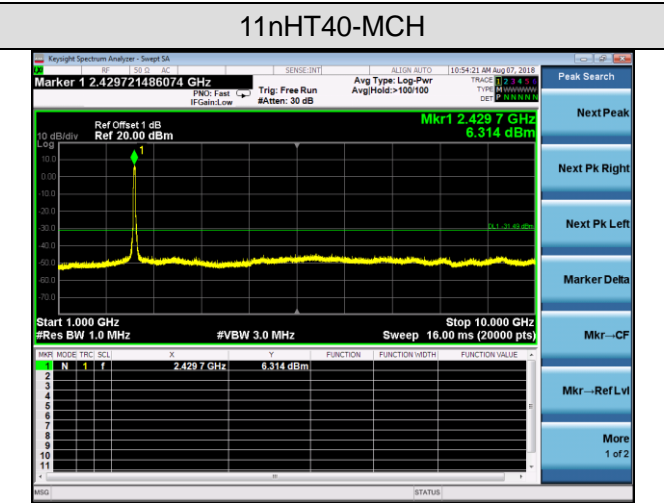 11nHT40-MCH
Keysight Spectrum Analyzer - Swept SA
RF 50 Ω AC SENSE:INT ALIGN AUTO 10:54:21 AM Aug 07, 2018
Marker 1 2.429721486074 GHz
PNO: Fast
IFGain:Low
Trig: Free Run
#Atten: 30 dB
Avg Type: Log-Pwr
Avg|Hold:>100/100
TRACE 1 2 3 4 5 6
TYPE M WWWWW
DET P N N N N N
Peak Search
Next Peak
Next Pk Right
Next Pk Left
Marker Delta
Mkr→CF
Mkr→Ref Lvl
More
1 of 2
Ref Offset 1 dB
10 dB/div Ref 20.00 dBm
Log
Mkr1 2.429 7 GHz
6.314 dBm
1
10.0
0.00
-10.0
-20.0
-30.0
DL1 -31.49 dBm
-40.0
-50.0
-60.0
-70.0
Start 1.000 GHz Stop 10.000 GHz
#Res BW 1.0 MHz #VBW 3.0 MHz Sweep 16.00 ms (20000 pts)
MKR MODE TRC SCL X Y FUNCTION FUNCTION WIDTH FUNCTION VALUE
1 N 1 f 2.429 7 GHz 6.314 dBm
2
3
4
5
6
7
8
9
10
11
MSG STATUS